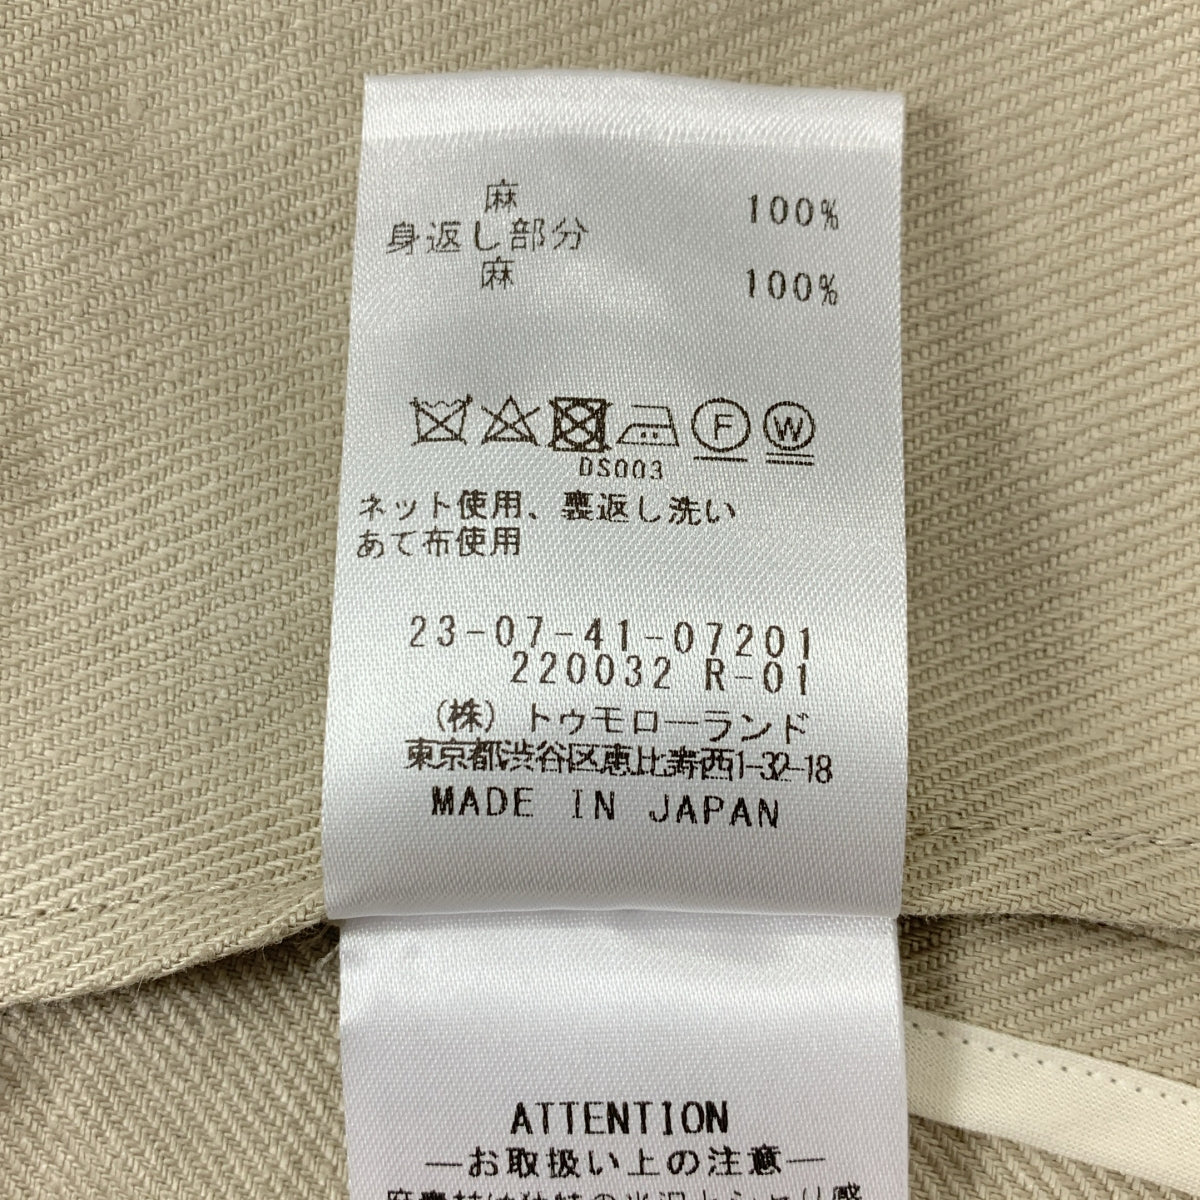 麻 100%
身返し部分
麻 100%
F W
DS003
ネット使用、裏返し洗い
あて布使用
23-07-41-07201
220032 R-01
(株)トゥモローランド
東京都渋谷区恵比寿西1-32-18
MADE IN JAPAN
ATTENTION
—お取扱い上の注意—